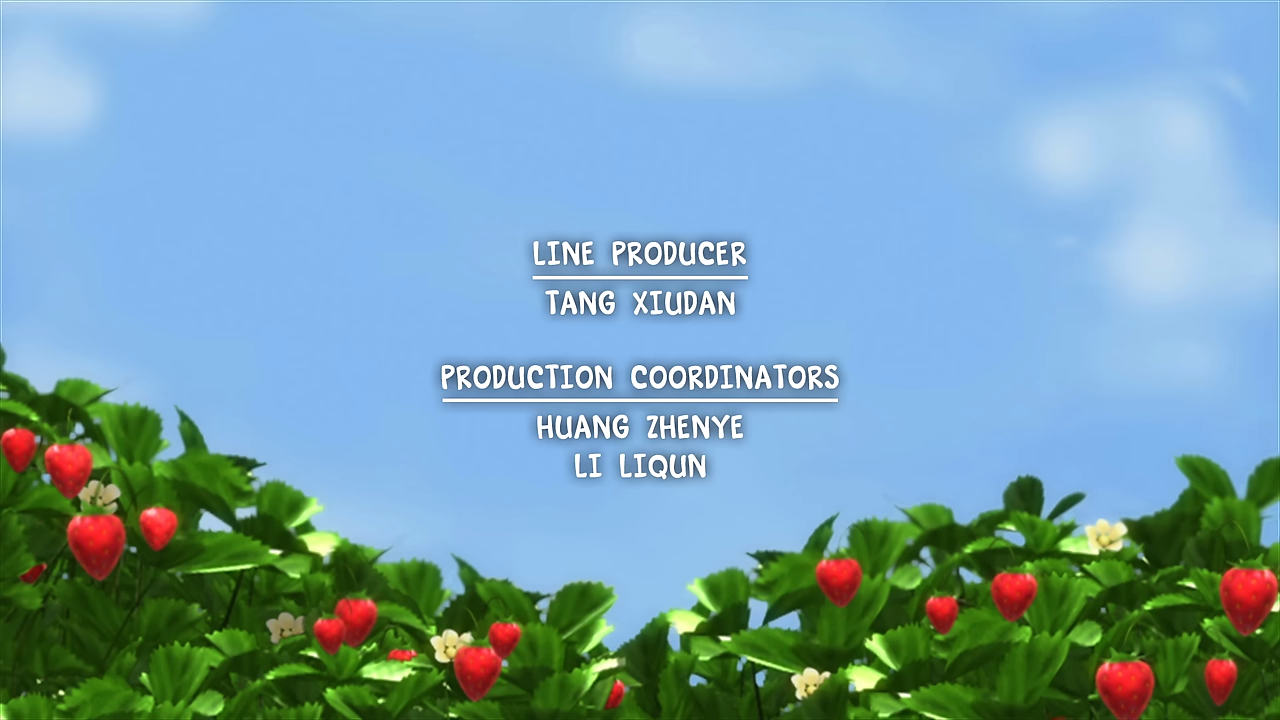 LINE PRODUCER
TANG XIUDAN
PRODUCTION COORDINATORS
HUANG ZHENYE
LI LIQUN